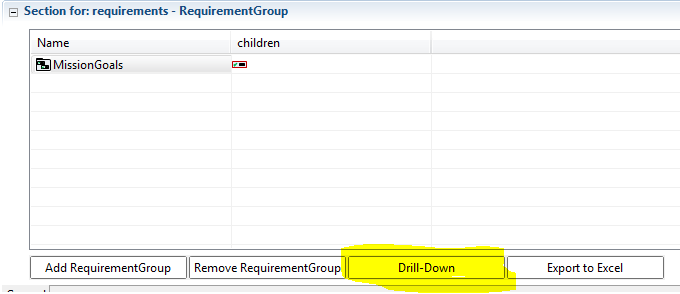 Section for: requirements - RequirementGroup
Name children
MissionGoals
Add RequirementGroup Remove RequirementGroup Drill-Down Export to Excel